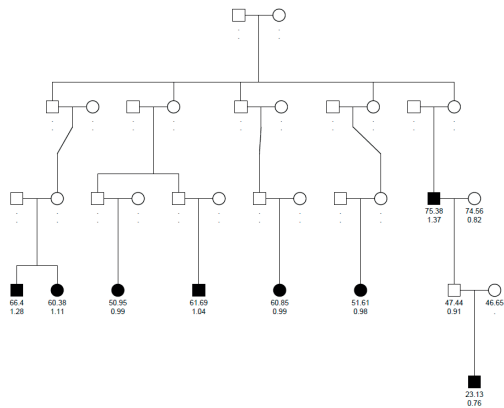 . .
. .
. . . . . . . . . .
. . . . . . . . . .
. . . . . . . . . . 75.38 74.56
. . . . . . . . . . 1.37 0.82
66.4 60.38 50.95 61.69 60.85 51.61 47.44 46.65
1.28 1.11 0.99 1.04 0.99 0.98 0.91 .
23.13
0.76